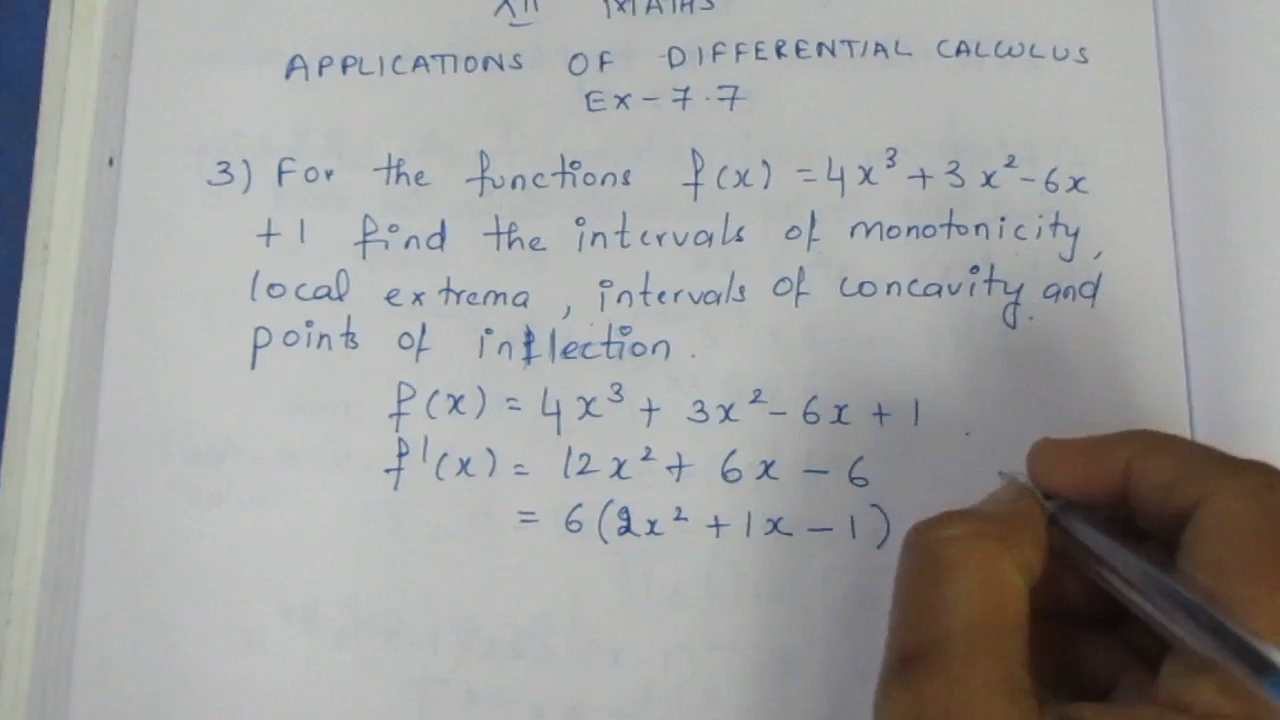 XII MATHS
APPLICATIONS OF DIFFERENTIAL CALCULUS
Ex - 7.7
3) For the functions f(x) = 4x³ + 3x² - 6x
+1 find the intervals of monotonicity,
local extrema, intervals of concavity and
points of inflection.
f(x) = 4x³ + 3x² - 6x + 1
f'(x) = 12x² + 6x - 6
= 6(2x² + 1x - 1)